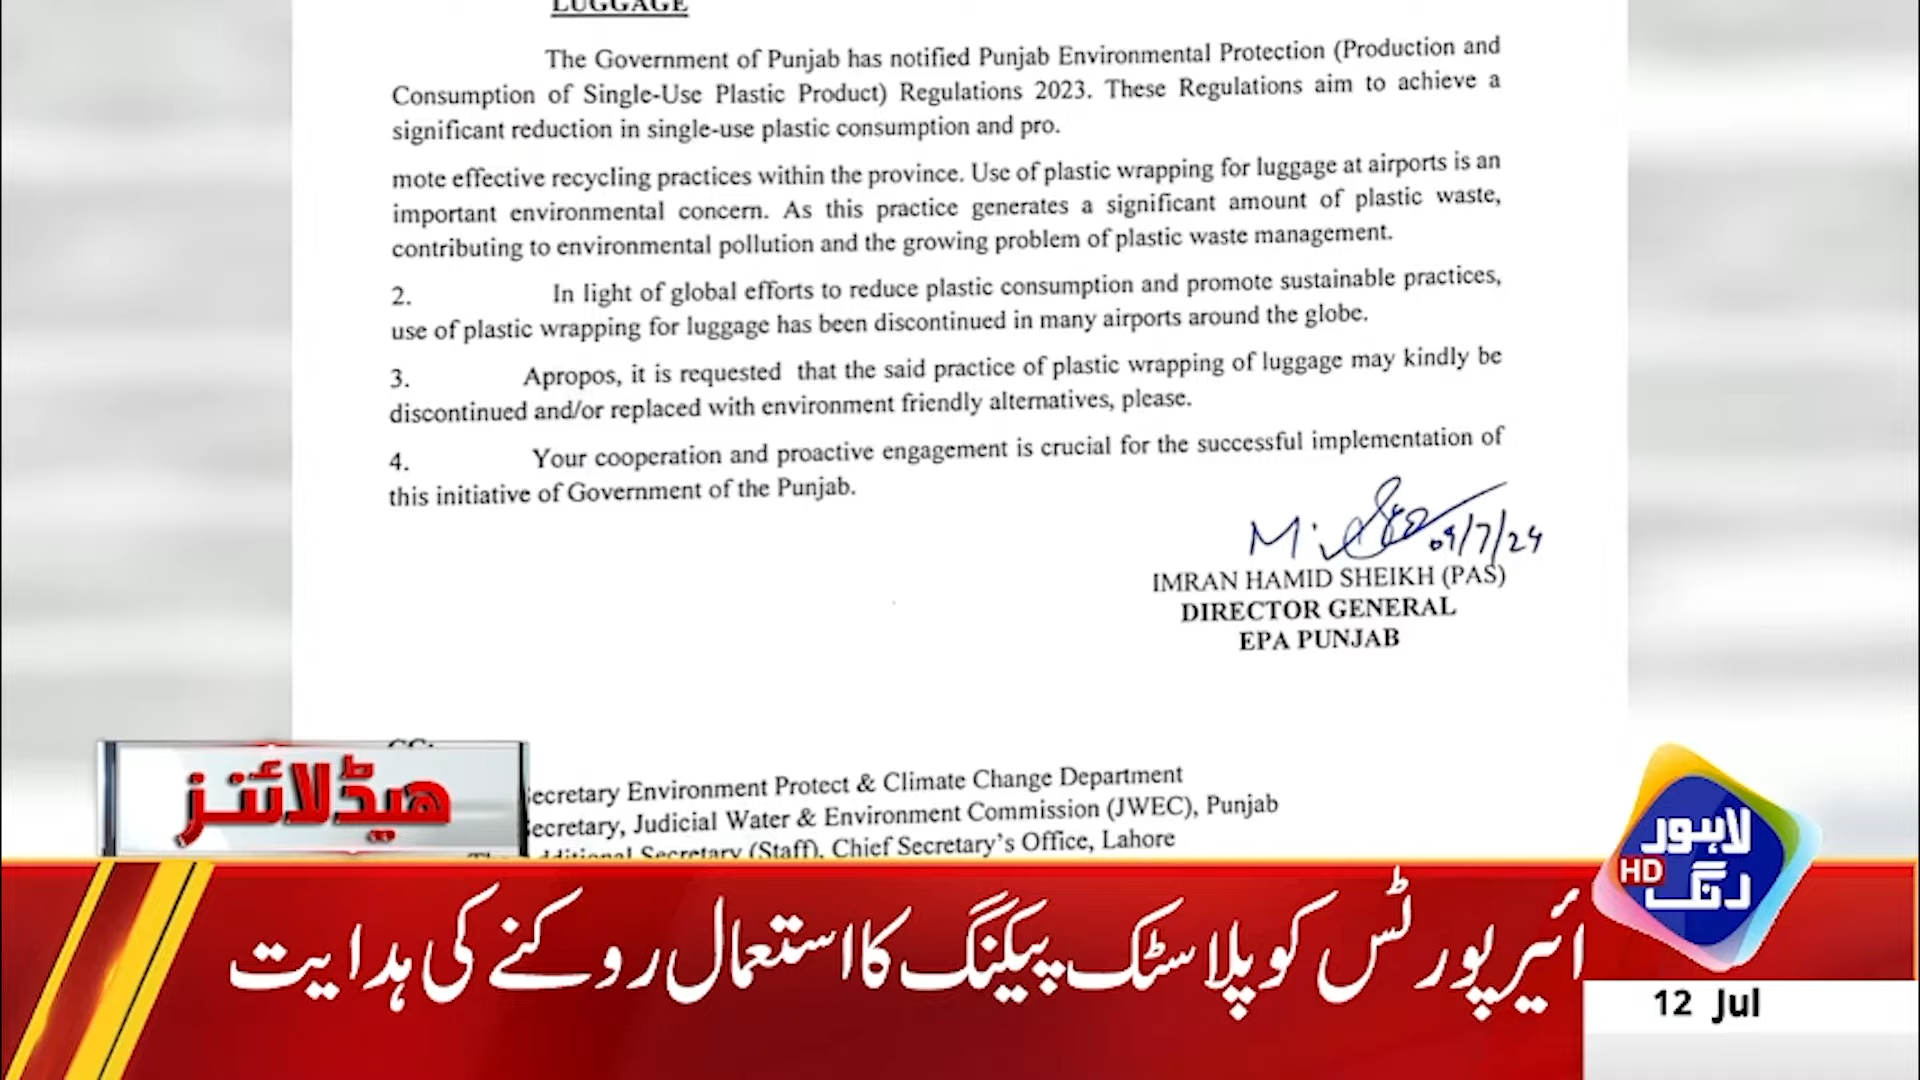 LUGGAGE
The Government of Punjab has notified Punjab Environmental Protection (Production and
Consumption of Single-Use Plastic Product) Regulations 2023. These Regulations aim to achieve a
significant reduction in single-use plastic consumption and pro.
mote effective recycling practices within the province. Use of plastic wrapping for luggage at airports is an
important environmental concern. As this practice generates a significant amount of plastic waste,
contributing to environmental pollution and the growing problem of plastic waste management.
2. In light of global efforts to reduce plastic consumption and promote sustainable practices,
use of plastic wrapping for luggage has been discontinued in many airports around the globe.
3. Apropos, it is requested that the said practice of plastic wrapping of luggage may kindly be
discontinued and/or replaced with environment friendly alternatives, please.
4. Your cooperation and proactive engagement is crucial for the successful implementation of
this initiative of Government of the Punjab.
09/7/24
IMRAN HAMID SHEIKH (PAS)
DIRECTOR GENERAL
EPA PUNJAB
CC:
Secretary Environment Protect & Climate Change Department
Secretary, Judicial Water & Environment Commission (JWEC), Punjab
Additional Secretary (Staff), Chief Secretary's Office, Lahore
ہیڈلائنز
لاہور
رنگ
HD
ائیرپورٹس کو پلاسٹک پیکنگ کا استعمال روکنے کی ہدایت
12 Jul